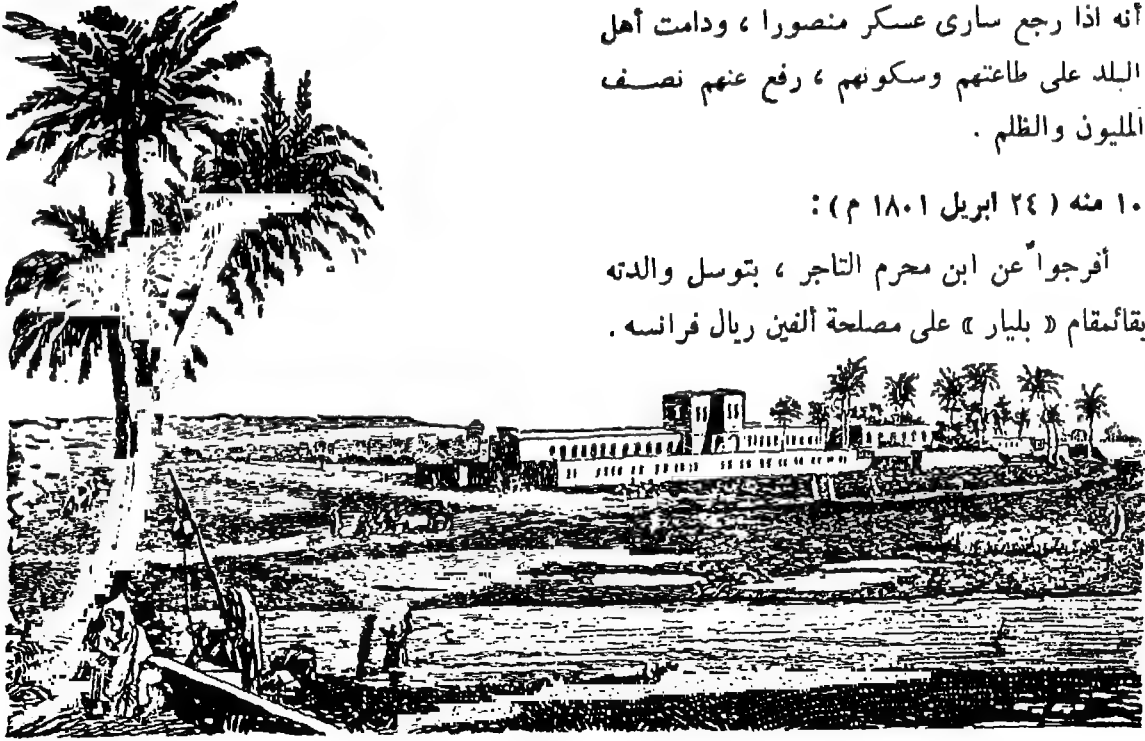 أنه اذا رجع سارى عسكر منصورا ، ودامت أهل
البلد على طاعتهم وسكونهم ، رفع عنهم نصف
المليون والظلم .
١٠ منه ( ٢٤ ابريل ١٨٠١ م ) :
أفرجوا عن ابن محرم التاجر ، بتوسل والدته
بقائمقام « بليار » على مصلحة ألفين ريال فرانسه .